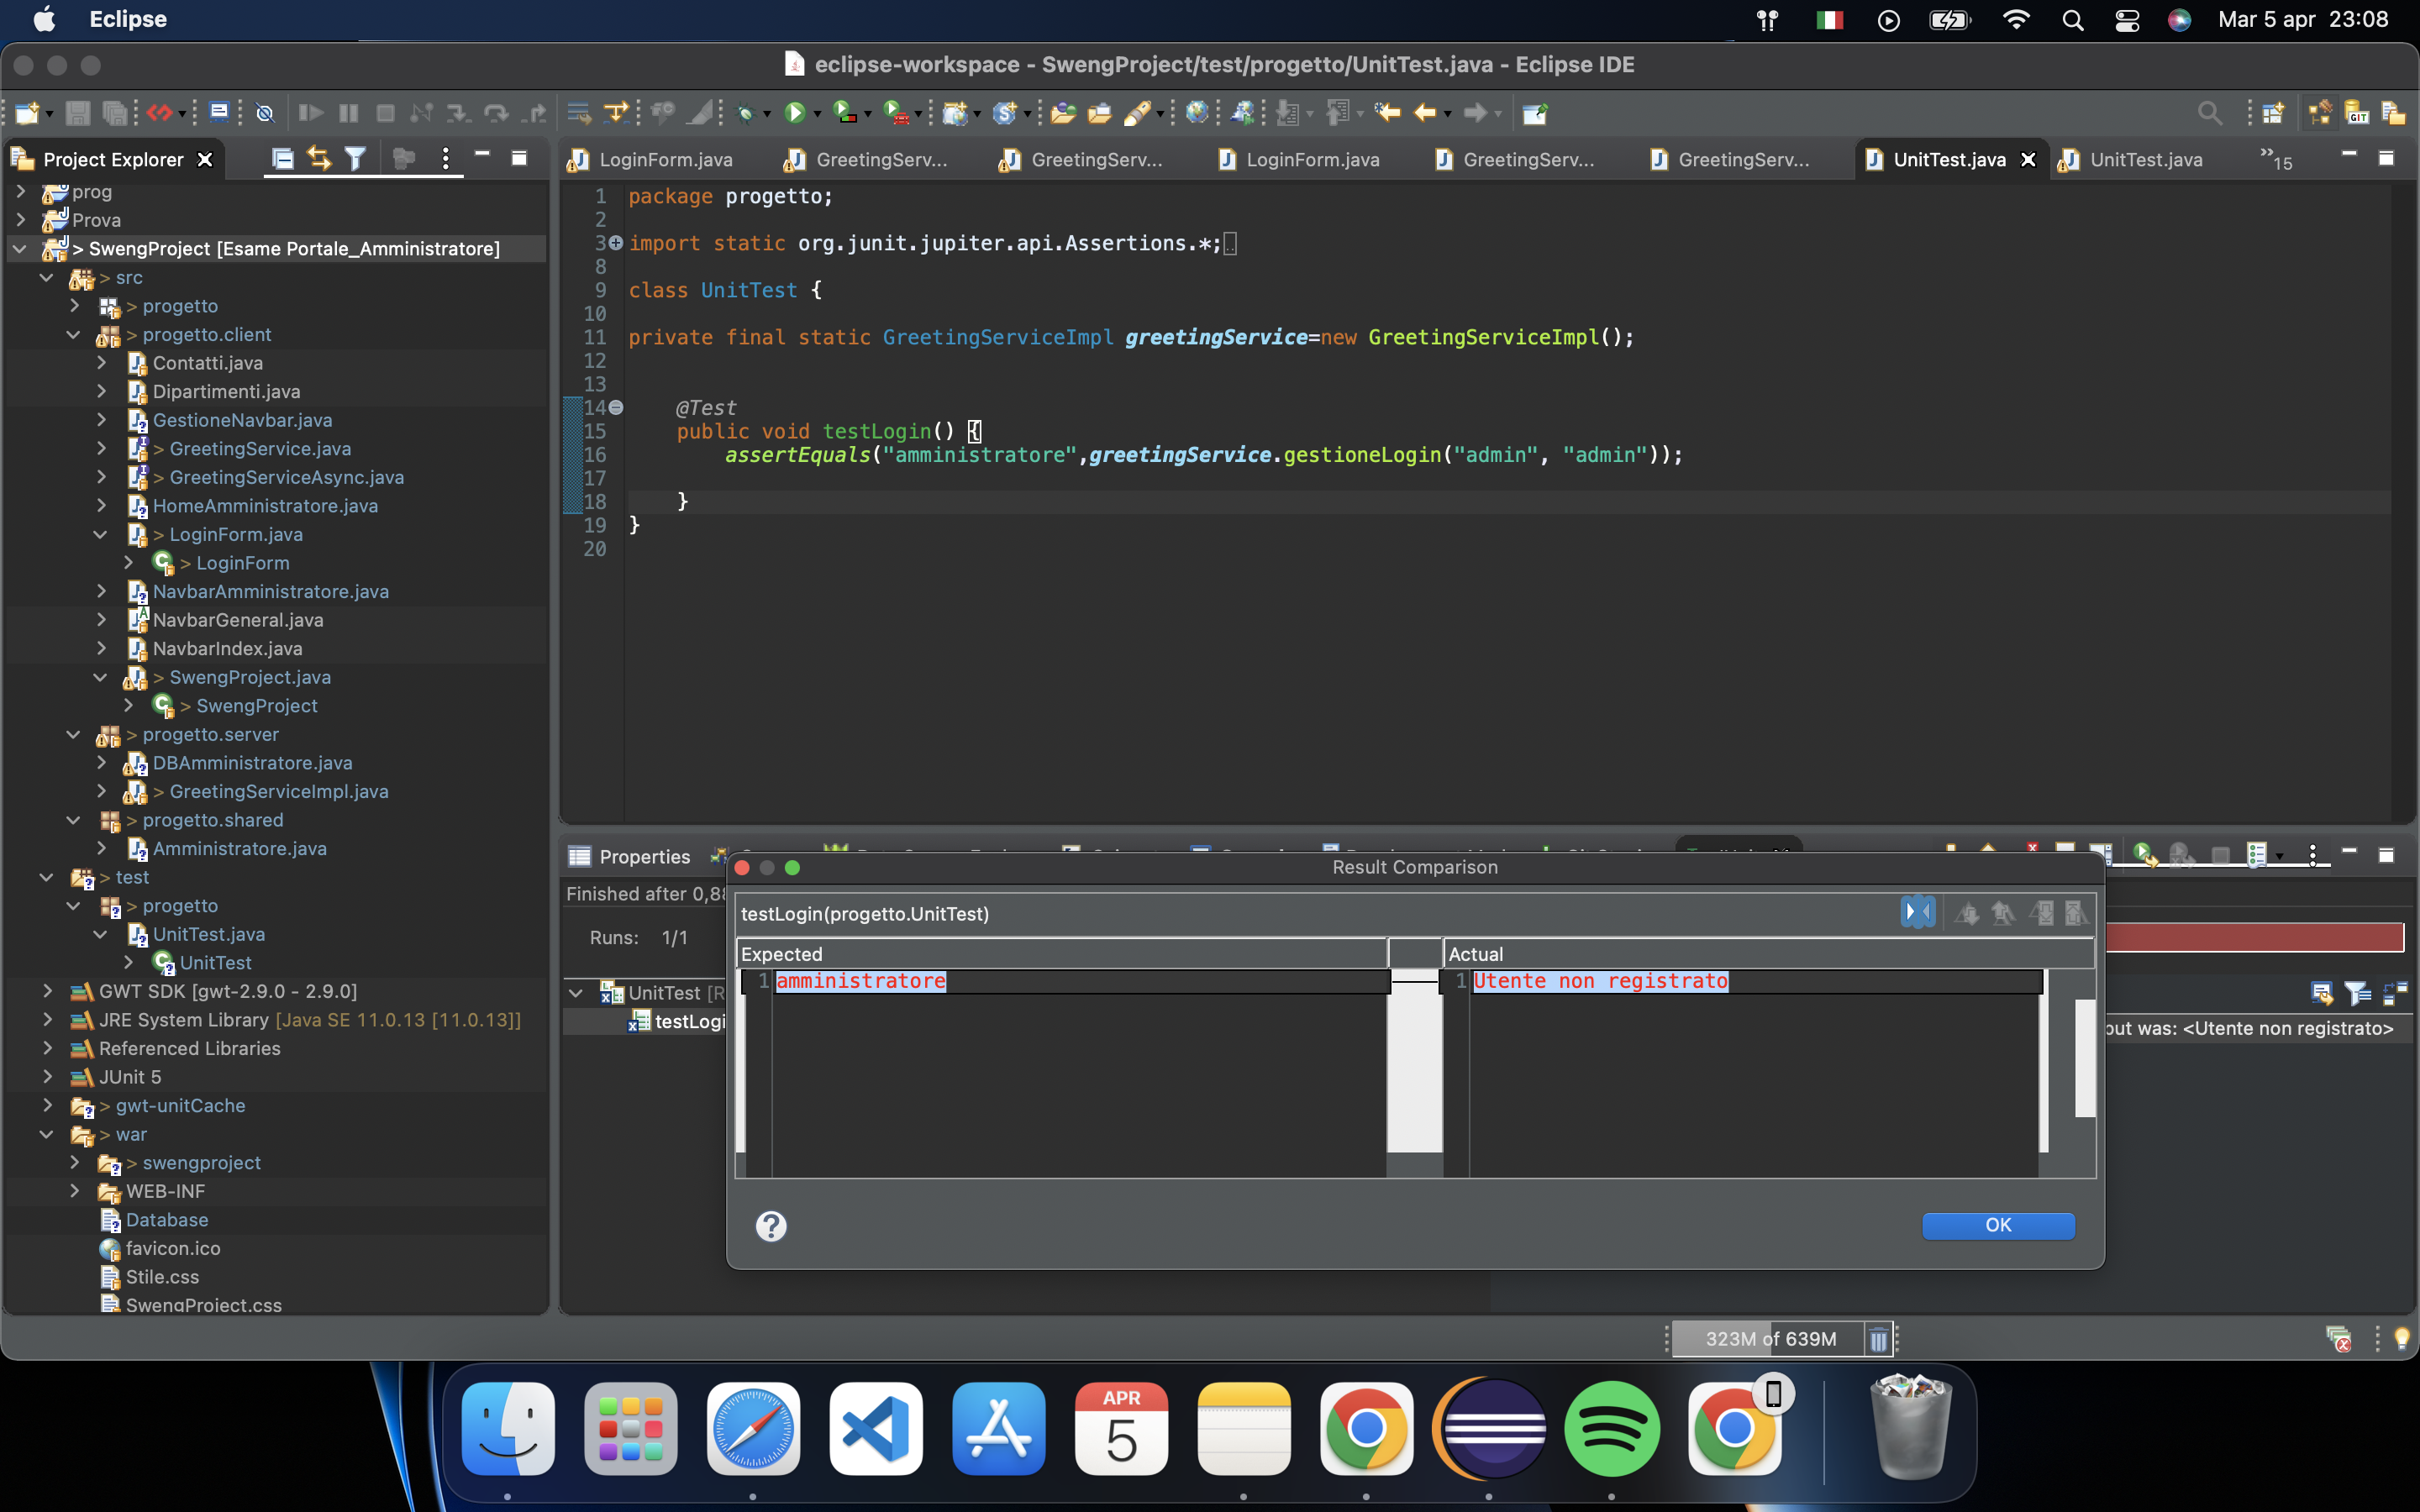 Eclipse
Mar 5 apr 23:08
eclipse-workspace - SwengProject/test/progetto/UnitTest.java - Eclipse IDE
Project Explorer
LoginForm.java
GreetingServ...
GreetingServ...
LoginForm.java
GreetingServ...
GreetingServ...
UnitTest.java
UnitTest.java
»15
prog
Prova
> SwengProject [Esame Portale_Amministratore]
> src
> progetto
> progetto.client
Contatti.java
Dipartimenti.java
GestioneNavbar.java
> GreetingService.java
> GreetingServiceAsync.java
HomeAmministratore.java
> LoginForm.java
> LoginForm
NavbarAmministratore.java
NavbarGeneral.java
NavbarIndex.java
> SwengProject.java
> SwengProject
> progetto.server
DBAmministratore.java
> GreetingServiceImpl.java
> progetto.shared
Amministratore.java
> test
> progetto
UnitTest.java
UnitTest
GWT SDK [gwt-2.9.0 - 2.9.0]
JRE System Library [Java SE 11.0.13 [11.0.13]]
Referenced Libraries
JUnit 5
> gwt-unitCache
> war
> swengproject
WEB-INF
Database
favicon.ico
Stile.css
SwengProject.css
1 package progetto;
2
3 import static org.junit.jupiter.api.Assertions.*;
8
9 class UnitTest {
10
11 private final static GreetingServiceImpl greetingService=new GreetingServiceImpl();
12
13
14 @Test
15 public void testLogin() {
16 assertEquals("amministratore",greetingService.gestioneLogin("admin", "admin"));
17
18 }
19 }
20
Properties
Finished after 0,88
Runs: 1/1
UnitTest [R
testLogi
Result Comparison
testLogin(progetto.UnitTest)
Expected
Actual
1 amministratore
1 Utente non registrato
OK
but was: <Utente non registrato>
323M of 639M
APR
5